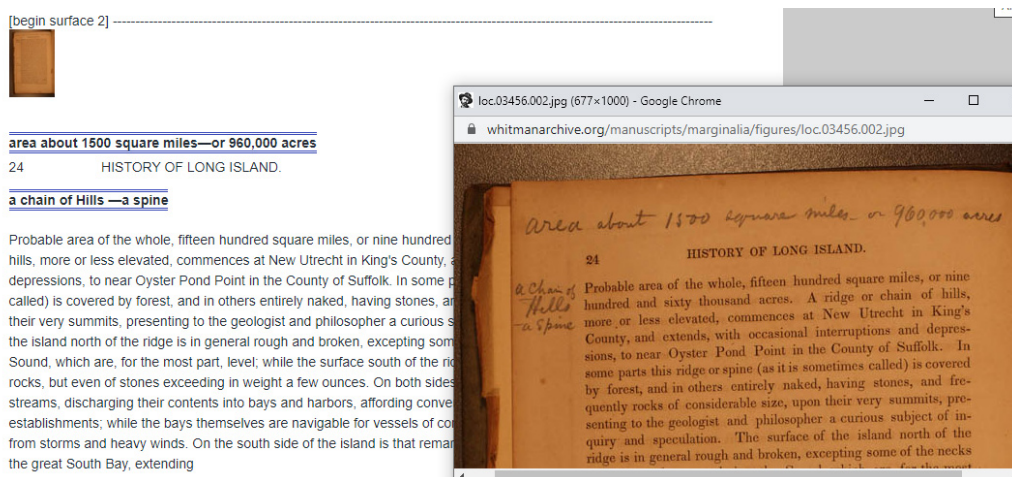 [begin surface 2] ----------------------------------------------------------------------------------------------------------------------------------
area about 1500 square miles—or 960,000 acres
24 HISTORY OF LONG ISLAND.
a chain of Hills —a spine
Probable area of the whole, fifteen hundred square miles, or nine hundred
hills, more or less elevated, commences at New Utrecht in King's County, a
depressions, to near Oyster Pond Point in the County of Suffolk. In some p
called) is covered by forest, and in others entirely naked, having stones, an
their very summits, presenting to the geologist and philosopher a curious s
the island north of the ridge is in general rough and broken, excepting som
Sound, which are, for the most part, level; while the surface south of the rid
rocks, but even of stones exceeding in weight a few ounces. On both sides
streams, discharging their contents into bays and harbors, affording conve
establishments; while the bays themselves are navigable for vessels of co
from storms and heavy winds. On the south side of the island is that remar
the great South Bay, extending
loc.03456.002.jpg (677×1000) - Google Chrome
whitmanarchive.org/manuscripts/marginalia/figures/loc.03456.002.jpg
area about 1500 square miles — or 960,000 acres
24 HISTORY OF LONG ISLAND.
a chain of
Hills
—a spine
Probable area of the whole, fifteen hundred square miles, or nine
hundred and sixty thousand acres. A ridge or chain of hills,
more or less elevated, commences at New Utrecht in King's
County, and extends, with occasional interruptions and depres-
sions, to near Oyster Pond Point in the County of Suffolk. In
some parts this ridge or spine (as it is sometimes called) is covered
by forest, and in others entirely naked, having stones, and fre-
quently rocks of considerable size, upon their very summits, pre-
senting to the geologist and philosopher a curious subject of in-
quiry and speculation. The surface of the island north of the
ridge is in general rough and broken, excepting some of the necks